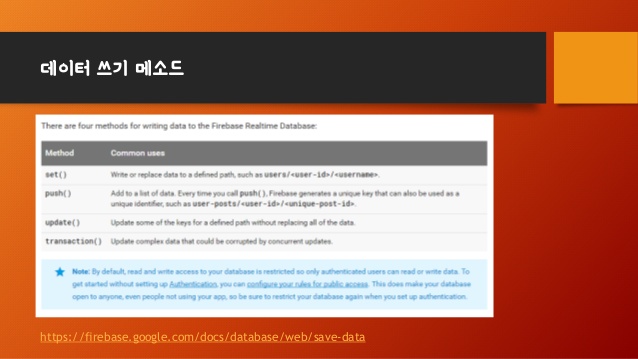 데이터 쓰기 메소드
There are four methods for writing data to the Firebase Realtime Database:
Method Common uses
set() Write or replace data to a defined path, such as users/<user-id>/<username>.
push() Add to a list of data. Every time you call push(), Firebase generates a unique key that can also be used as a
unique identifier, such as user-posts/<user-id>/<unique-post-id>.
update() Update some of the keys for a defined path without replacing all of the data.
transaction() Update complex data that could be corrupted by concurrent updates.
Note: By default, read and write access to your database is restricted so only authenticated users can read or write data. To
get started without setting up Authentication, you can configure your rules for public access. This does make your database
open to anyone, even people not using your app, so be sure to restrict your database again when you set up authentication.
https://firebase.google.com/docs/database/web/save-data